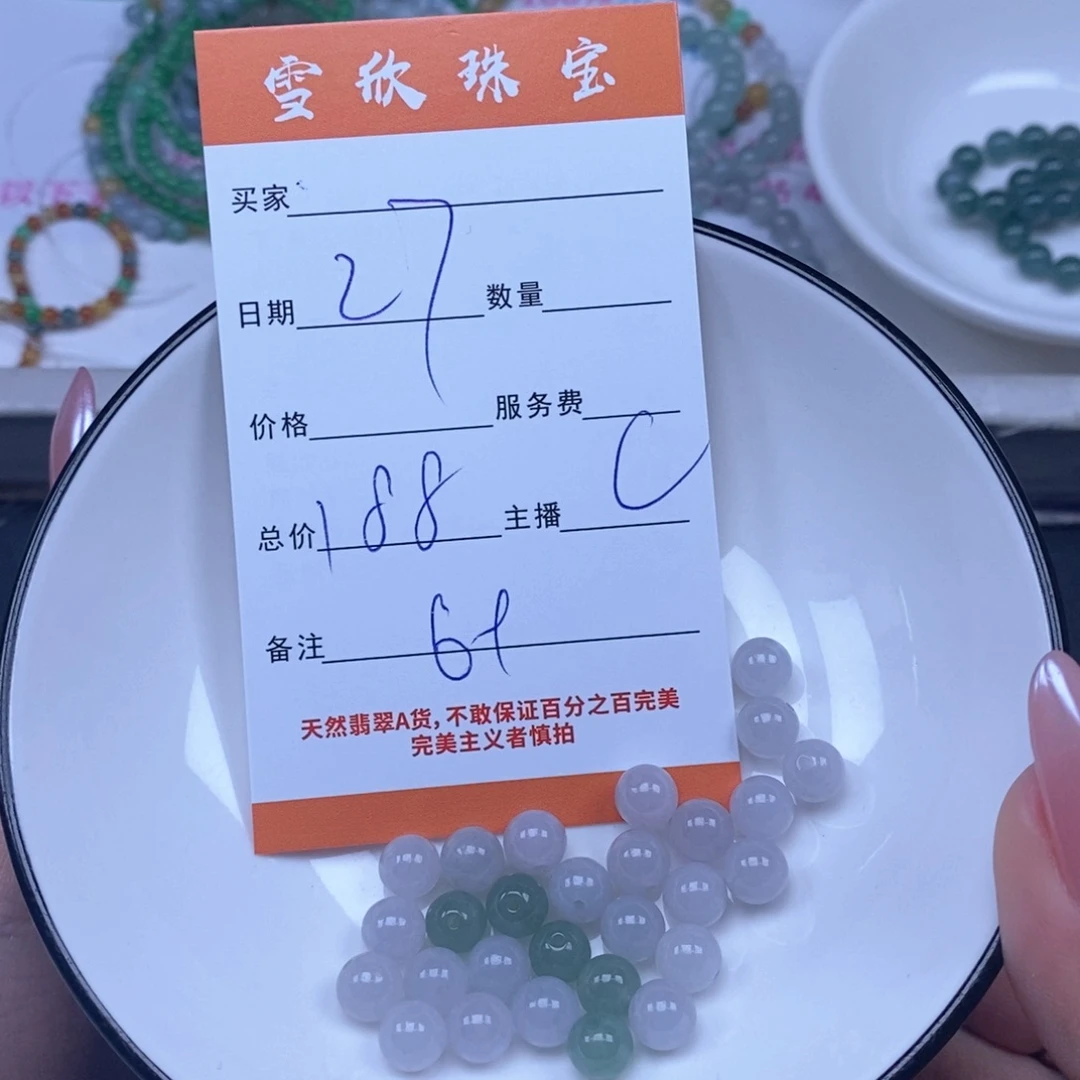 雪欣珠宝
买家
日期 27 数量
价格 服务费
总价 188 主播 C
备注
天然翡翠A货,不敢保证百分之百完美
完美主义者慎拍